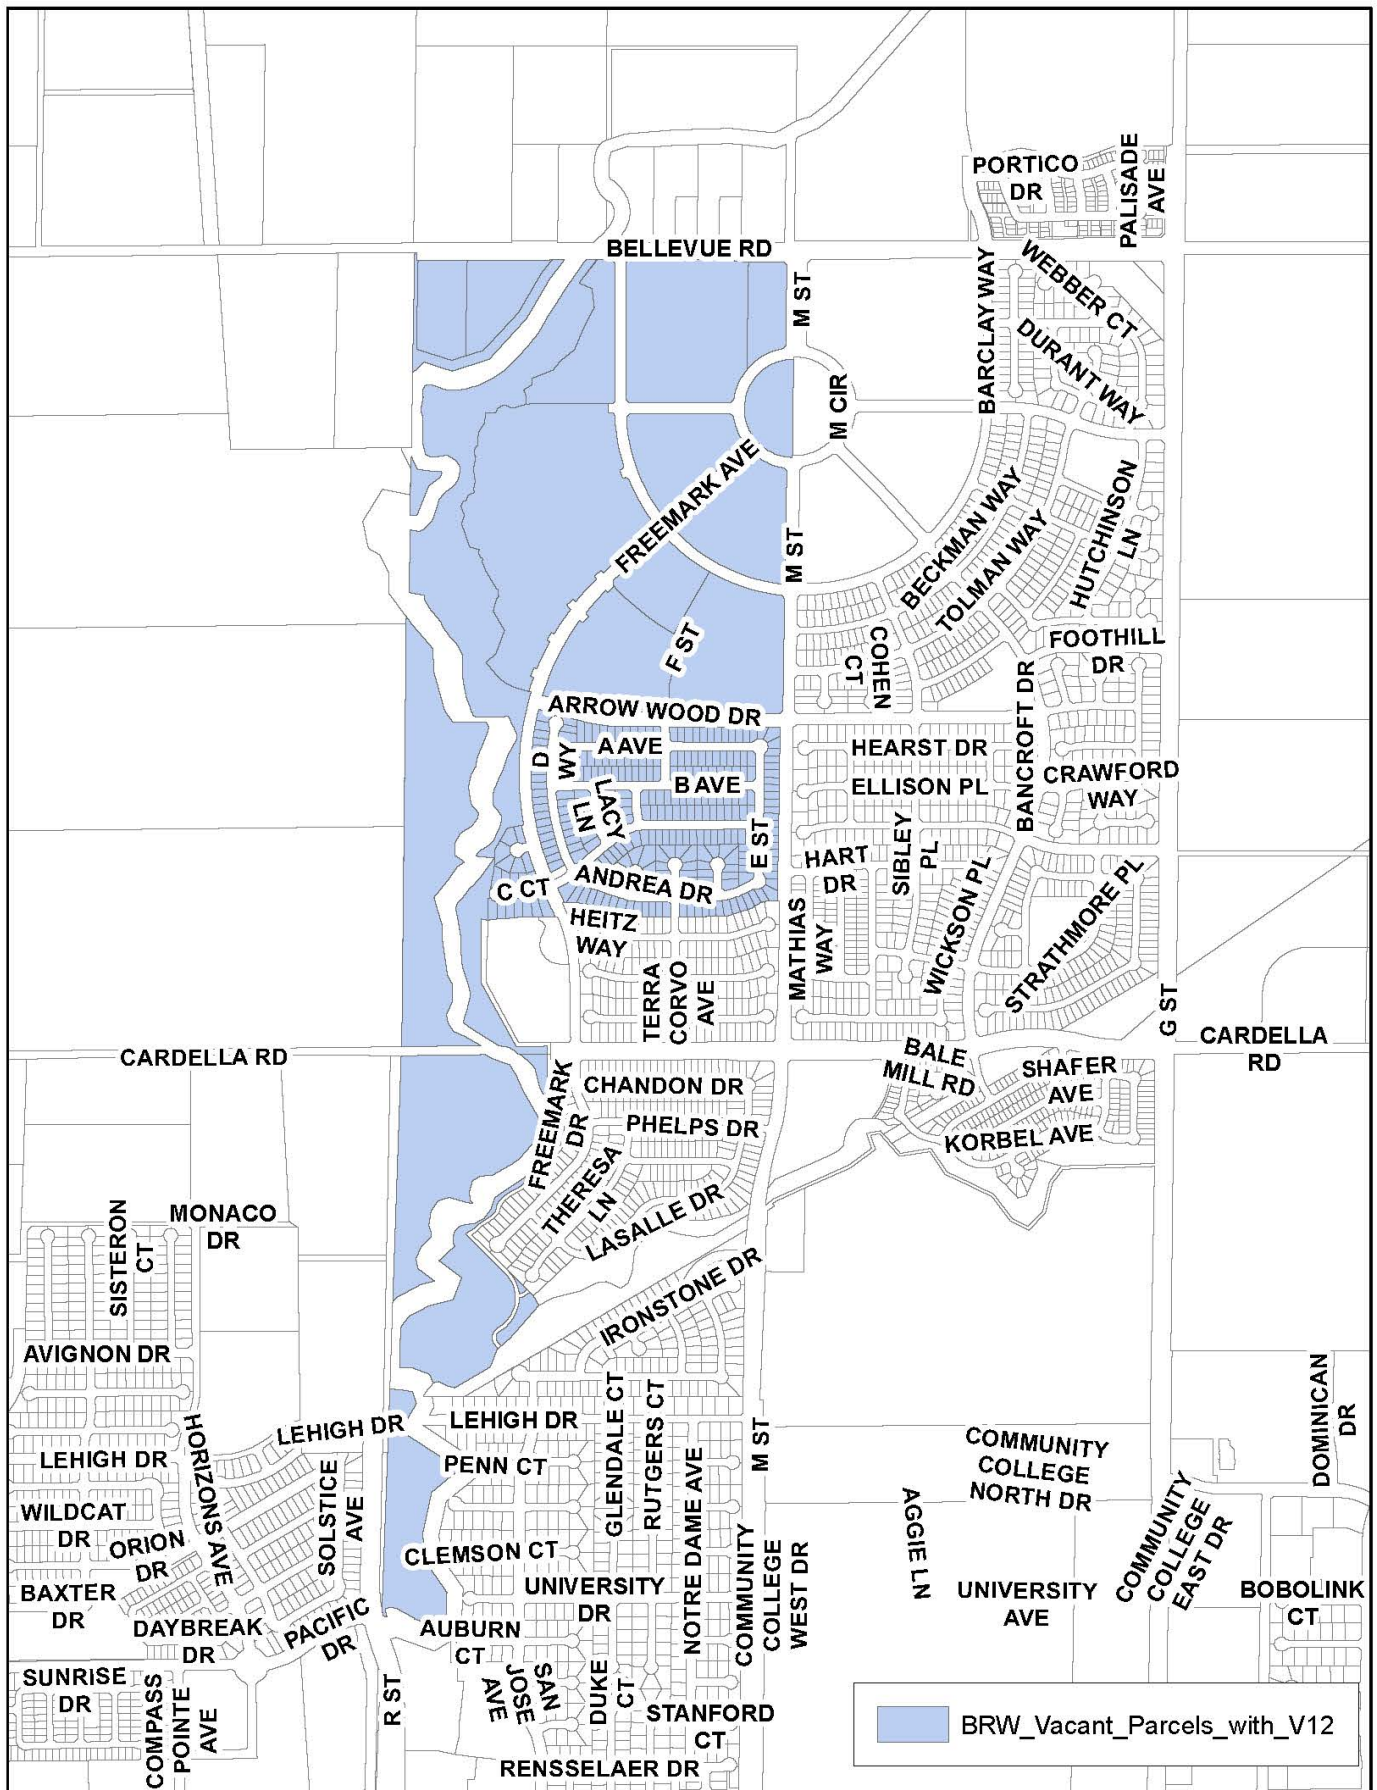 PORTICO
DR
PALISADE
AVE
BELLEVUE RD
M ST
BARCLAY WAY
WEBBER CT
DURANT WAY
M CIR
FREEMARK AVE
BECKMAN WAY
TOLMAN WAY
HUTCHINSON
LN
M ST
F ST
COHEN
CT
FOOTHILL
DR
ARROW WOOD DR
BANCROFT DR
D
WY
A AVE
HEARST DR
B AVE
ELLISON PL
CRAWFORD
WAY
LACY
LN
E ST
HART
DR
SIBLEY
PL
C CT
ANDREA DR
WICKSON PL
STRATHMORE PL
HEITZ
WAY
MATHIAS
WAY
TERRA
CORVO
AVE
G ST
CARDELLA RD
BALE
MILL RD
CARDELLA
RD
FREEMARK
DR
CHANDON DR
SHAFER
AVE
PHELPS DR
KORBEL AVE
THERESA
LN
LASALLE DR
SISTERON
CT
MONACO
DR
IRONSTONE DR
AVIGNON DR
DOMINICAN
DR
HORIZONS AVE
LEHIGH DR
LEHIGH DR
GLENDALE CT
RUTGERS CT
M ST
LEHIGH DR
PENN CT
NOTRE DAME AVE
COMMUNITY
COLLEGE
NORTH DR
WILDCAT
DR
ORION
DR
SOLSTICE
AVE
CLEMSON CT
COMMUNITY
COLLEGE
WEST DR
AGGIE LN
COMMUNITY
COLLEGE
EAST DR
BAXTER
DR
UNIVERSITY
DR
UNIVERSITY
AVE
BOBOLINK
CT
DAYBREAK
DR
PACIFIC
DR
AUBURN
CT
SUNRISE
DR
COMPASS
POINTE
AVE
R ST
SAN
JOSE
AVE
DUKE
CT
STANFORD
CT
RENSSELAER DR
BRW_Vacant_Parcels_with_V12